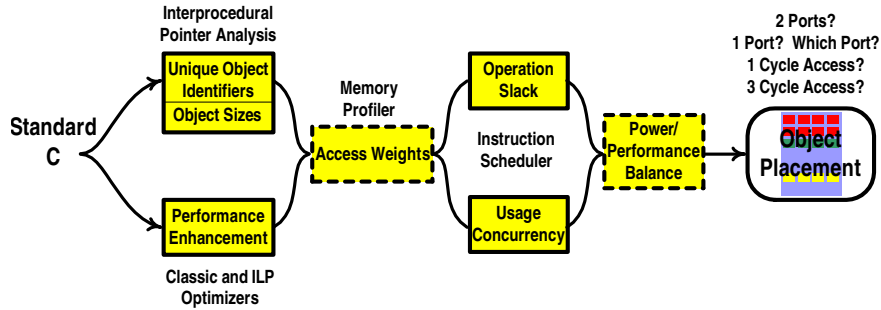 Interprocedural
Pointer Analysis
Unique Object
Identifiers
Object Sizes
Standard
C
Performance
Enhancement
Classic and ILP
Optimizers
Memory
Profiler
Access Weights
Operation
Slack
Instruction
Scheduler
Usage
Concurrency
Power/
Performance
Balance
2 Ports?
1 Port? Which Port?
1 Cycle Access?
3 Cycle Access?
Object
Placement